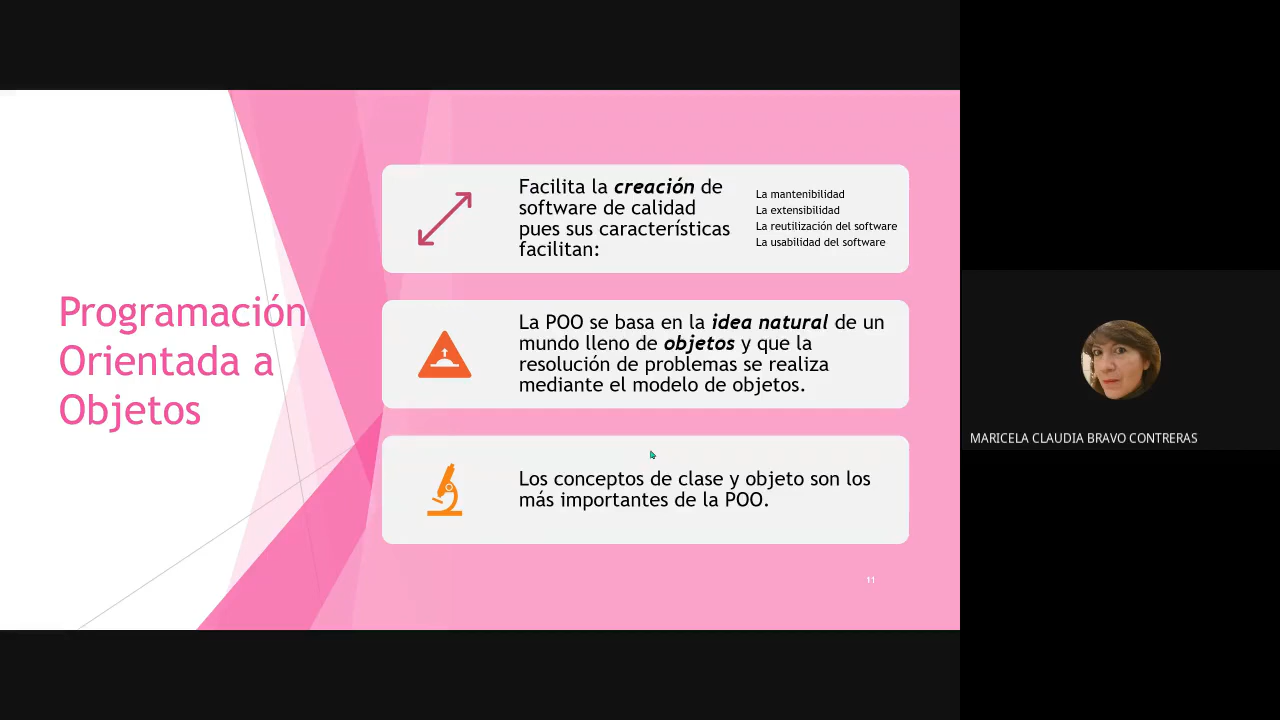 Programación
Orientada a
Objetos
Facilita la creación de
software de calidad
pues sus características
facilitan:
La mantenibilidad
La extensibilidad
La reutilización del software
La usabilidad del software
La POO se basa en la idea natural de un
mundo lleno de objetos y que la
resolución de problemas se realiza
mediante el modelo de objetos.
Los conceptos de clase y objeto son los
más importantes de la POO.
11
MARICELA CLAUDIA BRAVO CONTRERAS